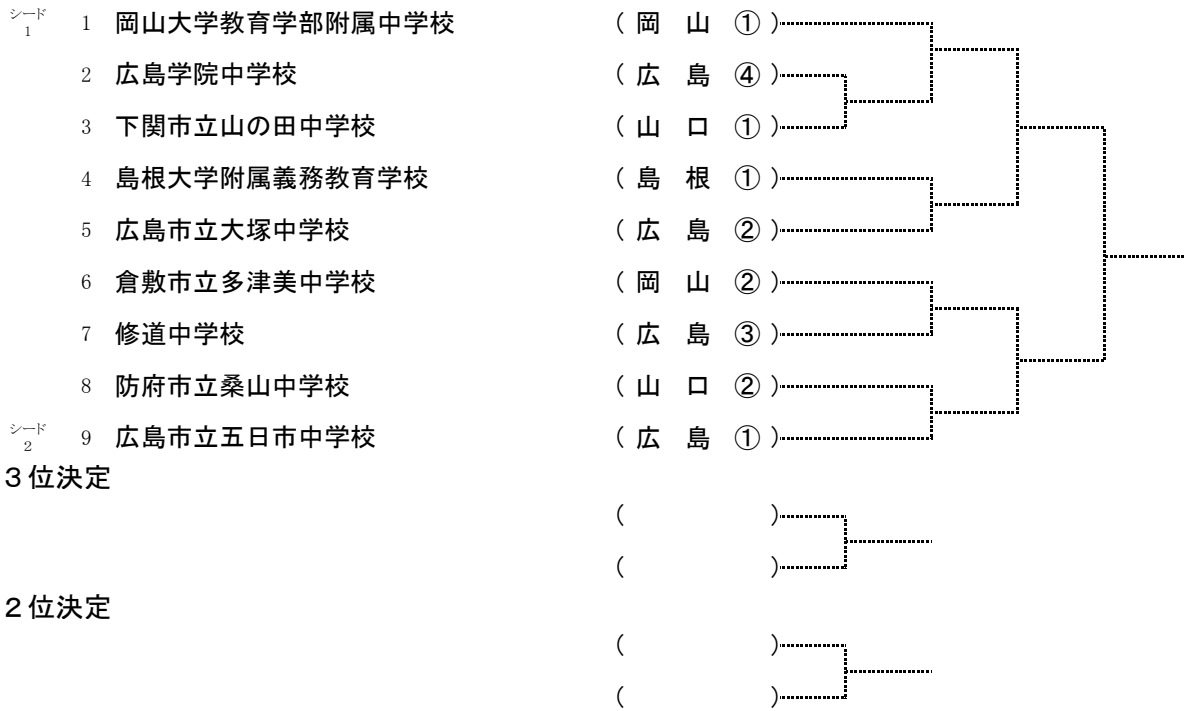 シード1 1 岡山大学教育学部附属中学校 (岡 山 ①)
2 広島学院中学校 (広 島 ④)
3 下関市立山の田中学校 (山 口 ①)
4 島根大学附属義務教育学校 (島 根 ①)
5 広島市立大塚中学校 (広 島 ②)
6 倉敷市立多津美中学校 (岡 山 ②)
7 修道中学校 (広 島 ③)
8 防府市立桑山中学校 (山 口 ②)
シード2 9 広島市立五日市中学校 (広 島 ①)
3位決定
( )
( )
2位決定
( )
( )